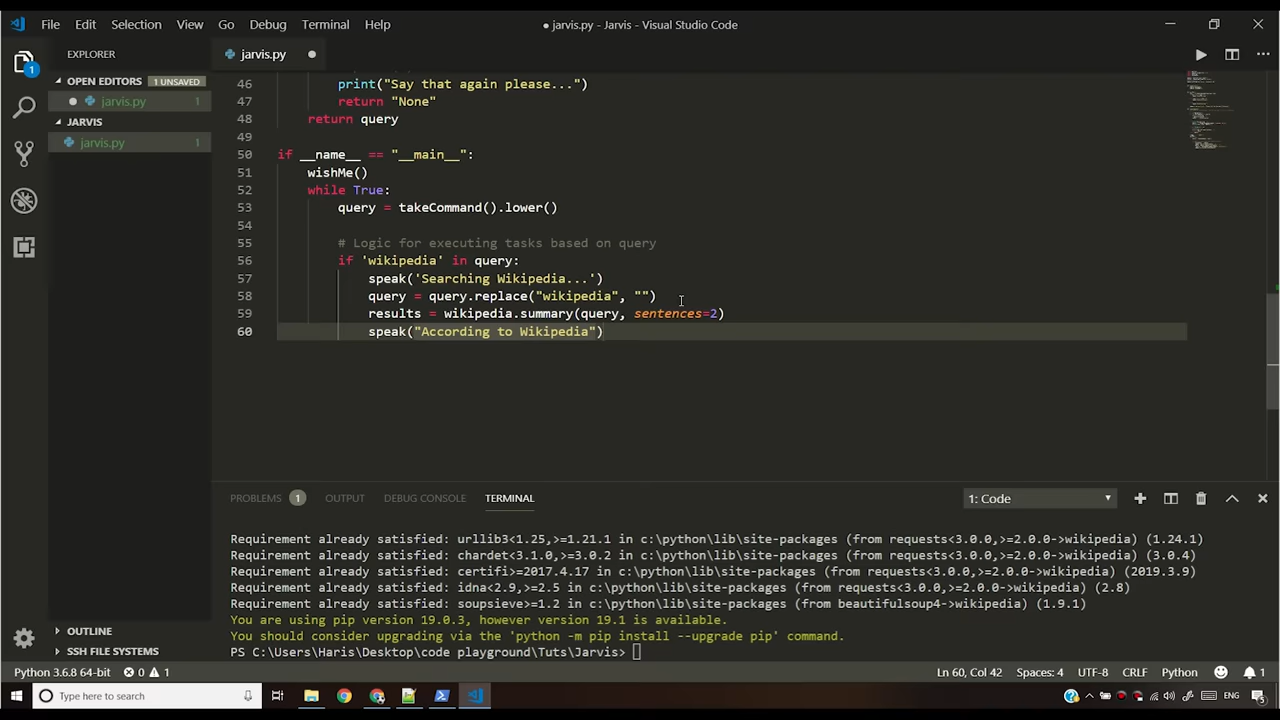 File Edit Selection View Go Debug Terminal Help
● jarvis.py - Jarvis - Visual Studio Code
EXPLORER
OPEN EDITORS 1 UNSAVED
jarvis.py 1
JARVIS
jarvis.py 1
OUTLINE
SSH FILE SYSTEMS
1
jarvis.py
46 print("Say that again please...")
47 return "None"
48 return query
49
50 if __name__ == "__main__":
51 wishMe()
52 while True:
53 query = takeCommand().lower()
54
55 # Logic for executing tasks based on query
56 if 'wikipedia' in query:
57 speak('Searching Wikipedia...')
58 query = query.replace("wikipedia", "")
59 results = wikipedia.summary(query, sentences=2)
60 speak("According to Wikipedia")
PROBLEMS 1 OUTPUT DEBUG CONSOLE TERMINAL 1: Code
Requirement already satisfied: urllib3<1.25,>=1.21.1 in c:\python\lib\site-packages (from requests<3.0.0,>=2.0.0->wikipedia) (1.24.1)
Requirement already satisfied: chardet<3.1.0,>=3.0.2 in c:\python\lib\site-packages (from requests<3.0.0,>=2.0.0->wikipedia) (3.0.4)
Requirement already satisfied: certifi>=2017.4.17 in c:\python\lib\site-packages (from requests<3.0.0,>=2.0.0->wikipedia) (2019.3.9)
Requirement already satisfied: idna<2.9,>=2.5 in c:\python\lib\site-packages (from requests<3.0.0,>=2.0.0->wikipedia) (2.8)
Requirement already satisfied: soupsieve>=1.2 in c:\python\lib\site-packages (from beautifulsoup4->wikipedia) (1.9.1)
You are using pip version 19.0.3, however version 19.1 is available.
You should consider upgrading via the 'python -m pip install --upgrade pip' command.
PS C:\Users\Haris\Desktop\code playground\Tuts\Jarvis>
Python 3.6.8 64-bit 0 1 Ln 60, Col 42 Spaces: 4 UTF-8 CRLF Python 1
Type here to search ENG 5